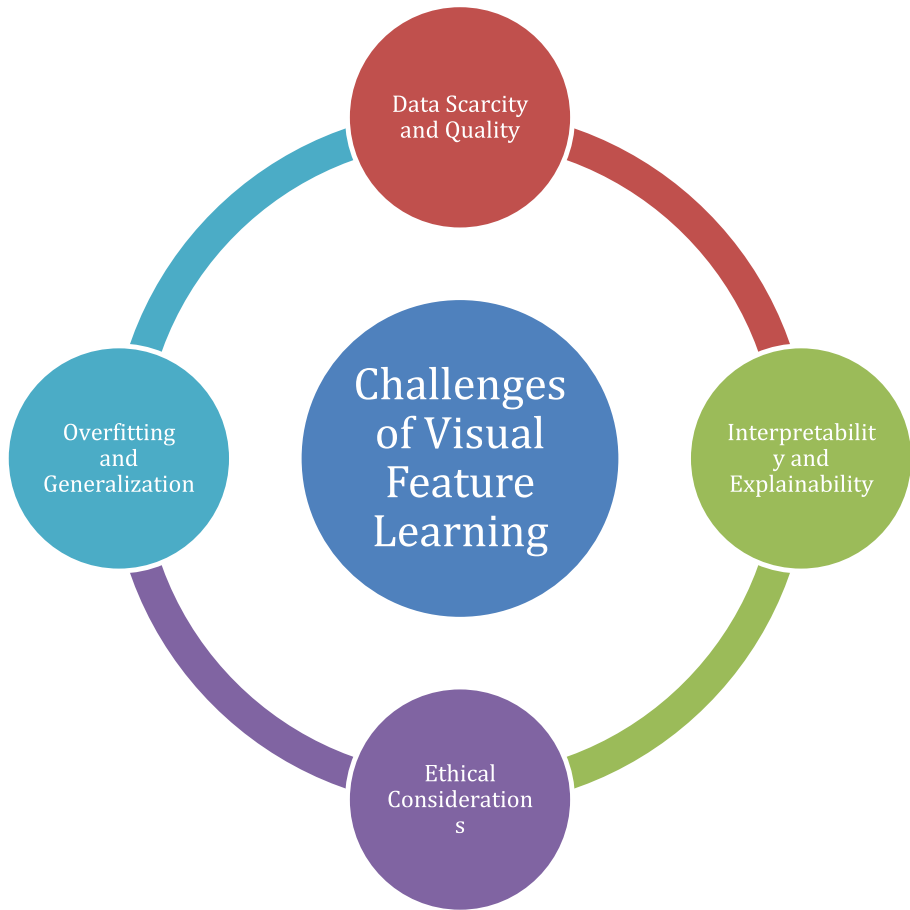 Data Scarcity
and Quality
Challenges
of Visual
Feature
Learning
Overfitting
and
Generalization
Interpretabilit
y and
Explainability
Ethical
Consideration
s